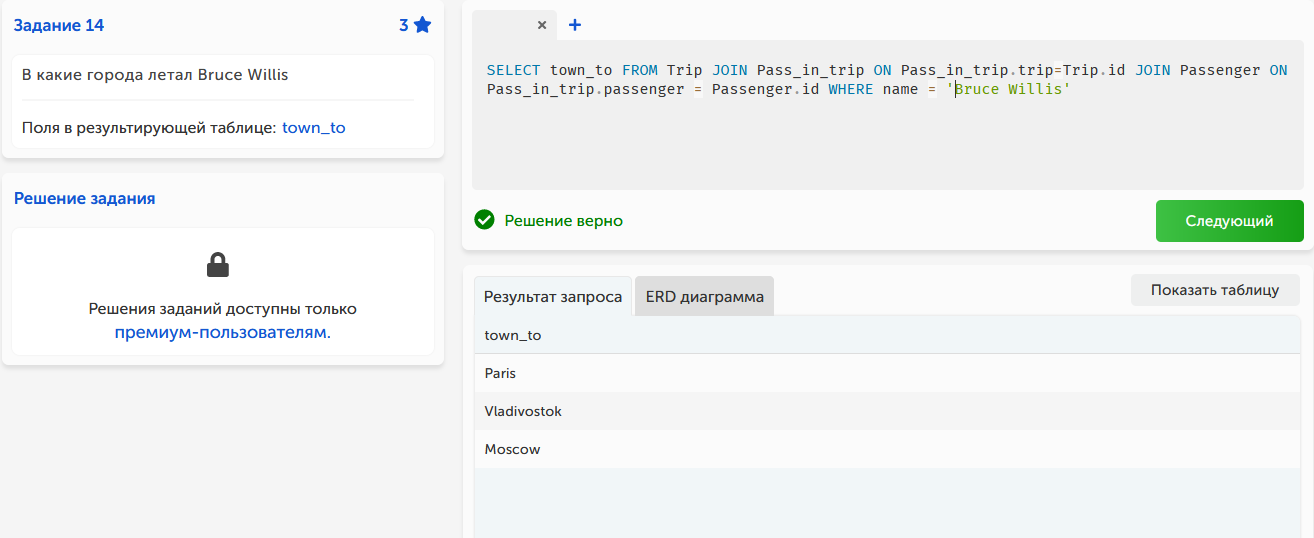 Задание 14
3
В какие города летал Bruce Willis
Поля в результирующей таблице: town_to
Решение задания
Решения заданий доступны только
премиум-пользователям.
SELECT town_to FROM Trip JOIN Pass_in_trip ON Pass_in_trip.trip=Trip.id JOIN Passenger ON
Pass_in_trip.passenger = Passenger.id WHERE name = 'Bruce Willis'
Решение верно
Следующий
Результат запроса
ERD диаграмма
Показать таблицу
town_to
Paris
Vladivostok
Moscow